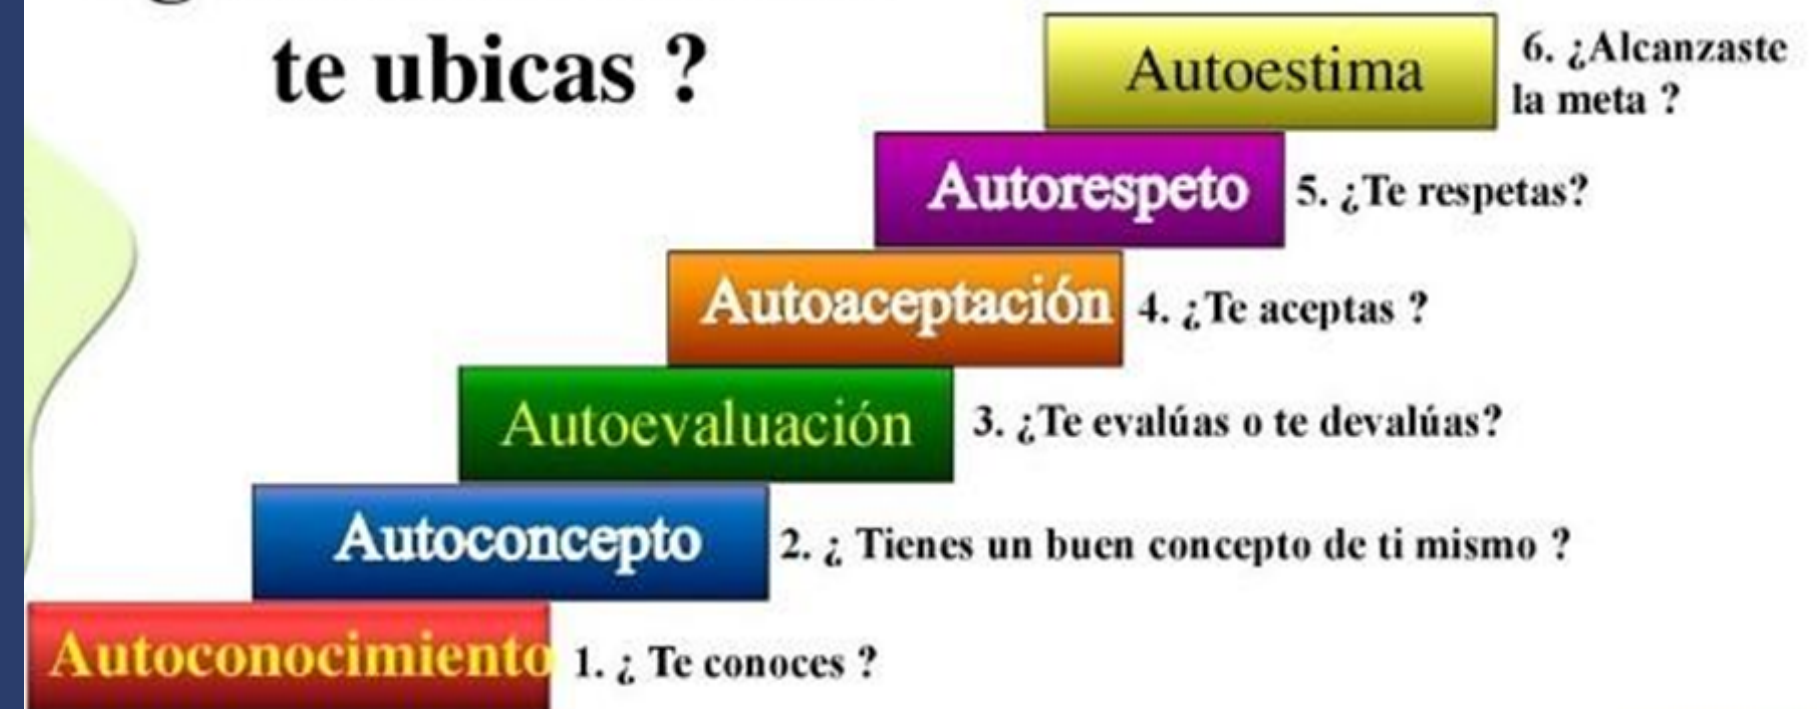 te ubicas ?
Autoestima
6. ¿Alcanzaste
la meta ?
Autorespeto
5. ¿Te respetas?
Autoaceptación
4. ¿Te aceptas ?
Autoevaluación
3. ¿Te evalúas o te devalúas?
Autoconcepto
2. ¿ Tienes un buen concepto de ti mismo ?
Autoconocimiento
1. ¿ Te conoces ?